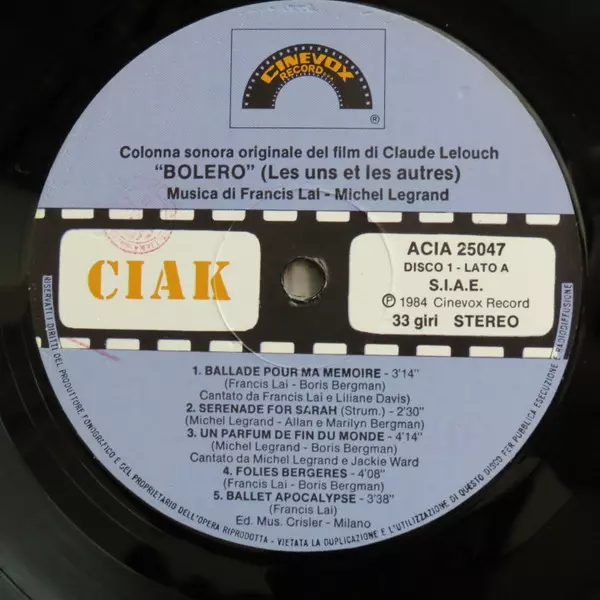 CINEVOX
RECORD
®
Colonna sonora originale del film di Claude Lelouch
"BOLERO" (Les uns et les autres)
Musica di Francis Lai - Michel Legrand
CIAK
ACIA 25047
DISCO 1 - LATO A
S.I.A.E.
Ⓟ 1984 Cinevox Record
33 giri STEREO
1. BALLADE POUR MA MEMOIRE - 3'14"
(Francis Lai - Boris Bergman)
Cantato da Francis Lai e Liliane Davis)
2. SERENADE FOR SARAH (Strum.) - 2'30"
(Michel Legrand - Allan e Marilyn Bergman)
3. UN PARFUM DE FIN DU MONDE - 4'14"
(Michel Legrand - Boris Bergman)
Cantato da Michel Legrand e Jackie Ward)
4. FOLIES BERGERES - 4'08"
5. BALLET APOCALYPSE - 3'38"
(Francis Lai)
Ed. Mus. Crisler - Milano
RISERVATI I DIRITTI DEL PRODUTTORE FONOGRAFICO E DEL PROPRIETARIO DELL'OPERA RIPRODOTTA - VIETATA LA DUPLICAZIONE E L'UTILIZZAZIONE DI QUESTO DISCO PER PUBBLICA ESECUZIONE E RADIODIFFUSIONE